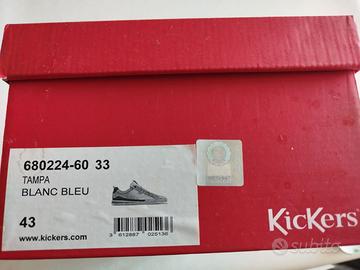 680224-60 33
TAMPA
BLANC BLEU
43
www.kickers.com
3 612887 025136
KicKers
subito